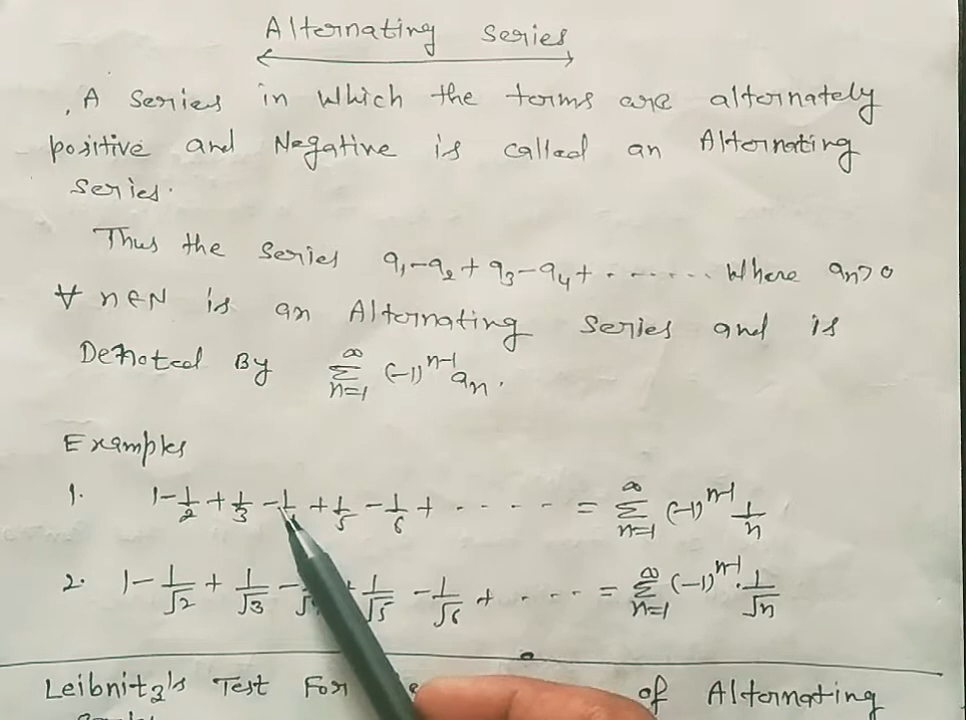 Alternating series
A series in which the terms are alternately
positive and Negative is called an Alternating
series.
Thus the series a₁-a₂+a₃-a₄+....... Where aₙ>0
∀ n∈N is an Alternating series and is
Denoted By ∞∑n=1 (-1)ⁿ⁻¹aₙ.
Examples
1. 1-1/2+1/3-1/ +1/5-1/6+..... = ∞∑n=1 (-1)ⁿ⁻¹ 1/n
2. 1-1/√2+1/√3-1/√ +1/√5-1/√6+.... = ∞∑n=1 (-1)ⁿ⁻¹.1/√n
Leibnitz's Test For of Alternating